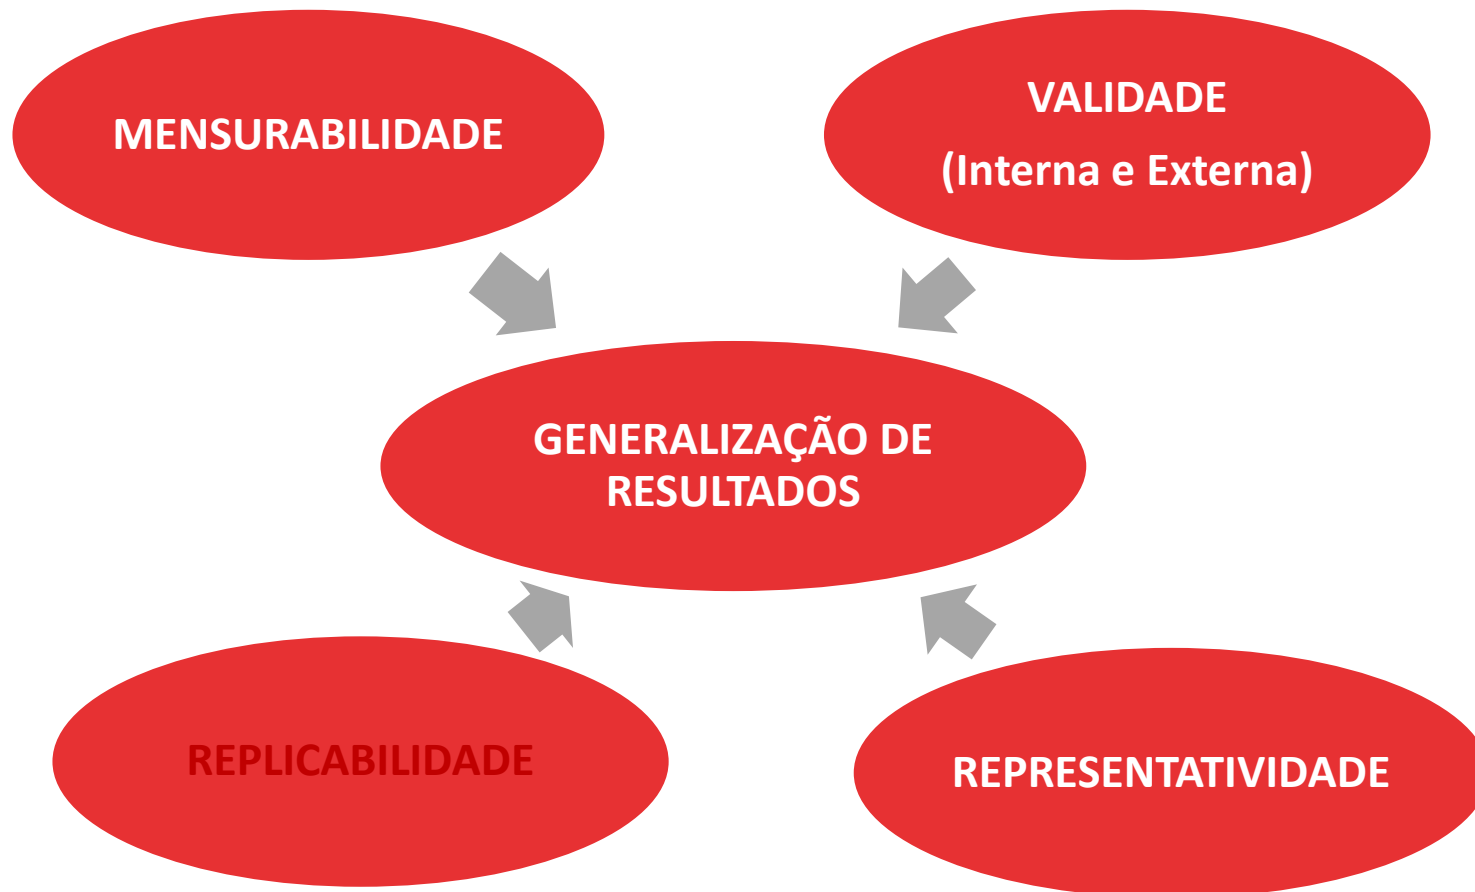 MENSURABILIDADE
VALIDADE
(Interna e Externa)
GENERALIZAÇÃO DE
RESULTADOS
REPLICABILIDADE
REPRESENTATIVIDADE